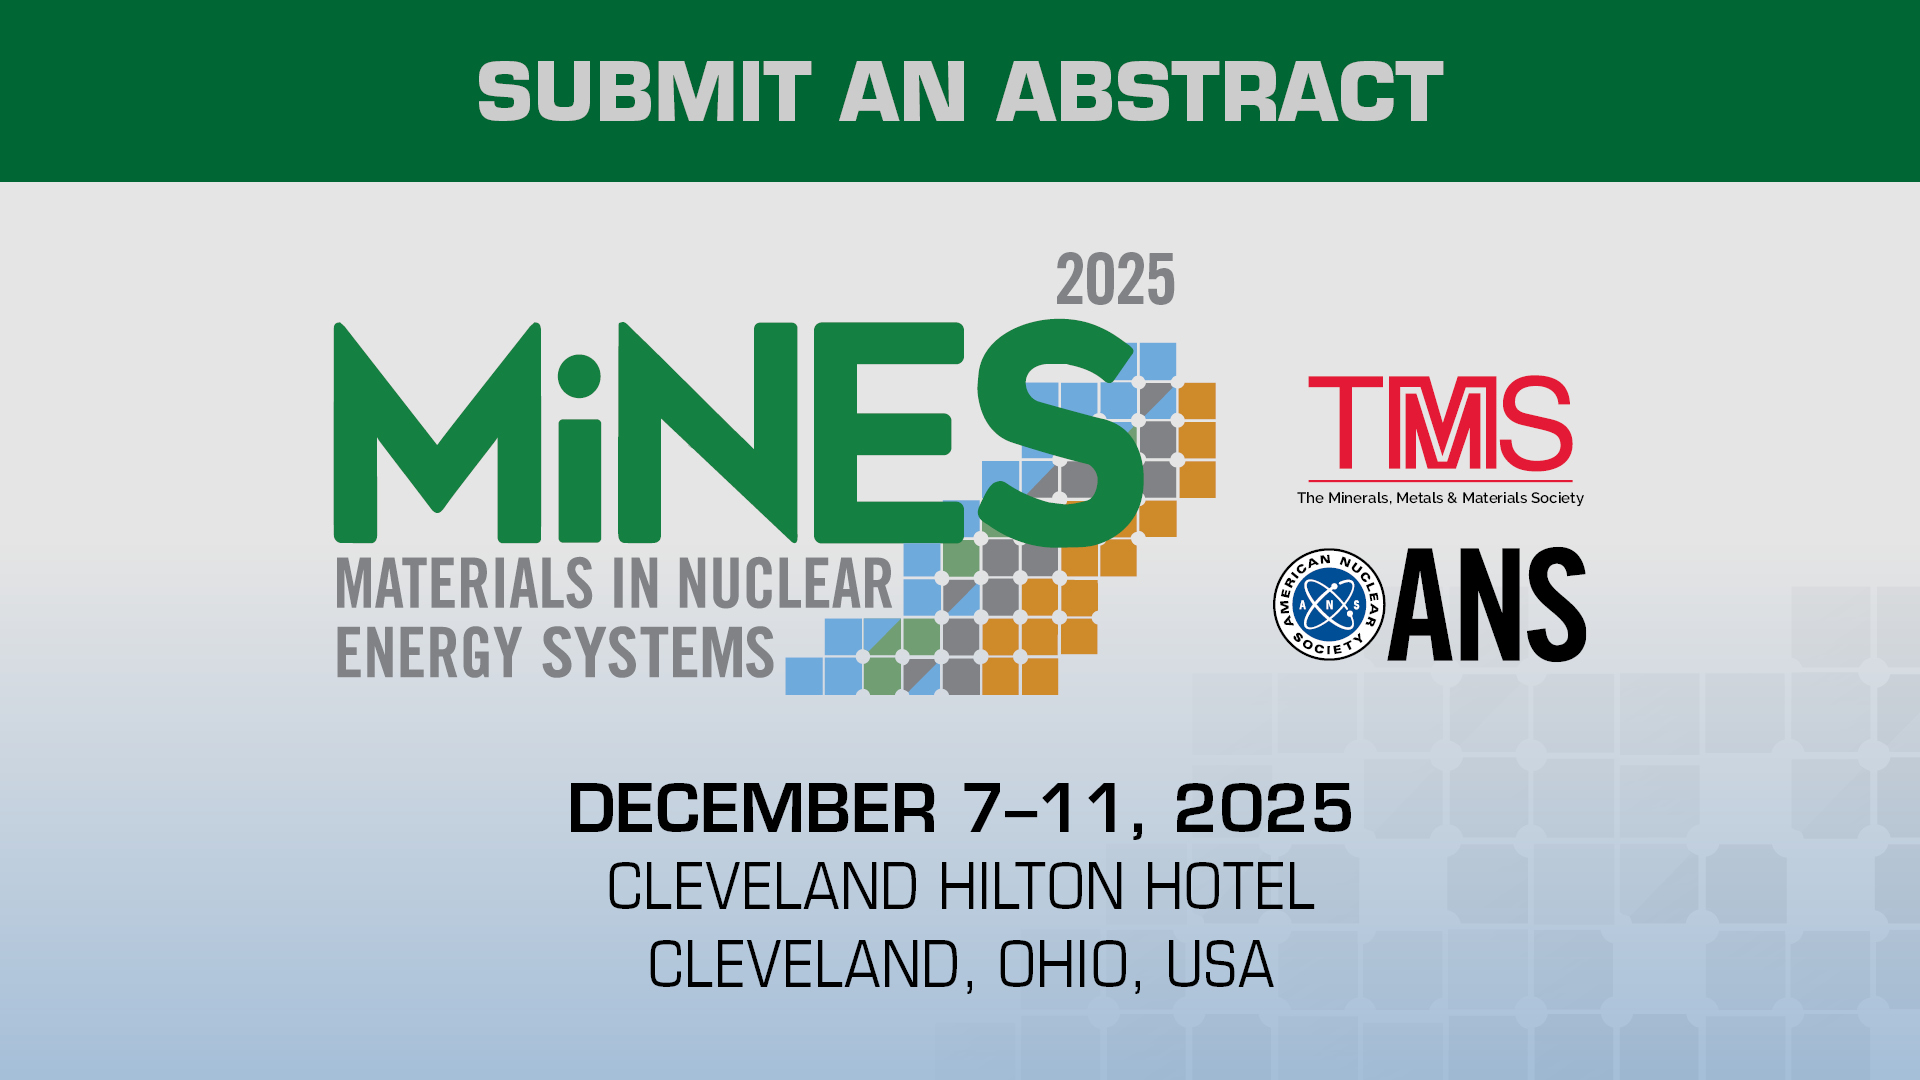 SUBMIT AN ABSTRACT
2025
MiNES
MATERIALS IN NUCLEAR
ENERGY SYSTEMS
TMS
The Minerals, Metals & Materials Society
AMERICAN NUCLEAR SOCIETY
A N S
ANS
DECEMBER 7–11, 2025
CLEVELAND HILTON HOTEL
CLEVELAND, OHIO, USA